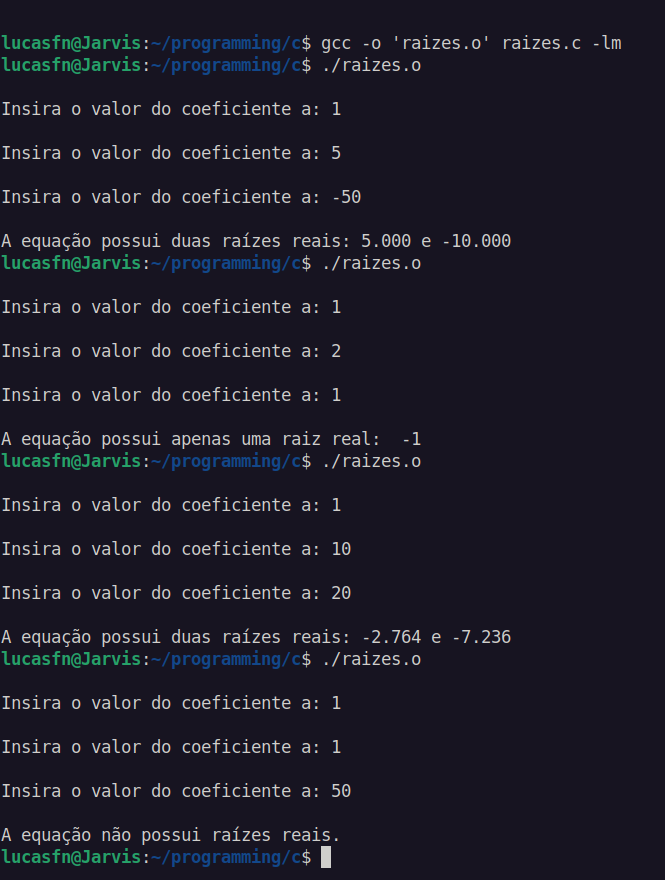 lucasfn@Jarvis:~/programming/c$ gcc -o 'raizes.o' raizes.c -lm
lucasfn@Jarvis:~/programming/c$ ./raizes.o
Insira o valor do coeficiente a: 1
Insira o valor do coeficiente a: 5
Insira o valor do coeficiente a: -50
A equação possui duas raízes reais: 5.000 e -10.000
lucasfn@Jarvis:~/programming/c$ ./raizes.o
Insira o valor do coeficiente a: 1
Insira o valor do coeficiente a: 2
Insira o valor do coeficiente a: 1
A equação possui apenas uma raiz real:  -1
lucasfn@Jarvis:~/programming/c$ ./raizes.o
Insira o valor do coeficiente a: 1
Insira o valor do coeficiente a: 10
Insira o valor do coeficiente a: 20
A equação possui duas raízes reais: -2.764 e -7.236
lucasfn@Jarvis:~/programming/c$ ./raizes.o
Insira o valor do coeficiente a: 1
Insira o valor do coeficiente a: 1
Insira o valor do coeficiente a: 50
A equação não possui raízes reais.
lucasfn@Jarvis:~/programming/c$